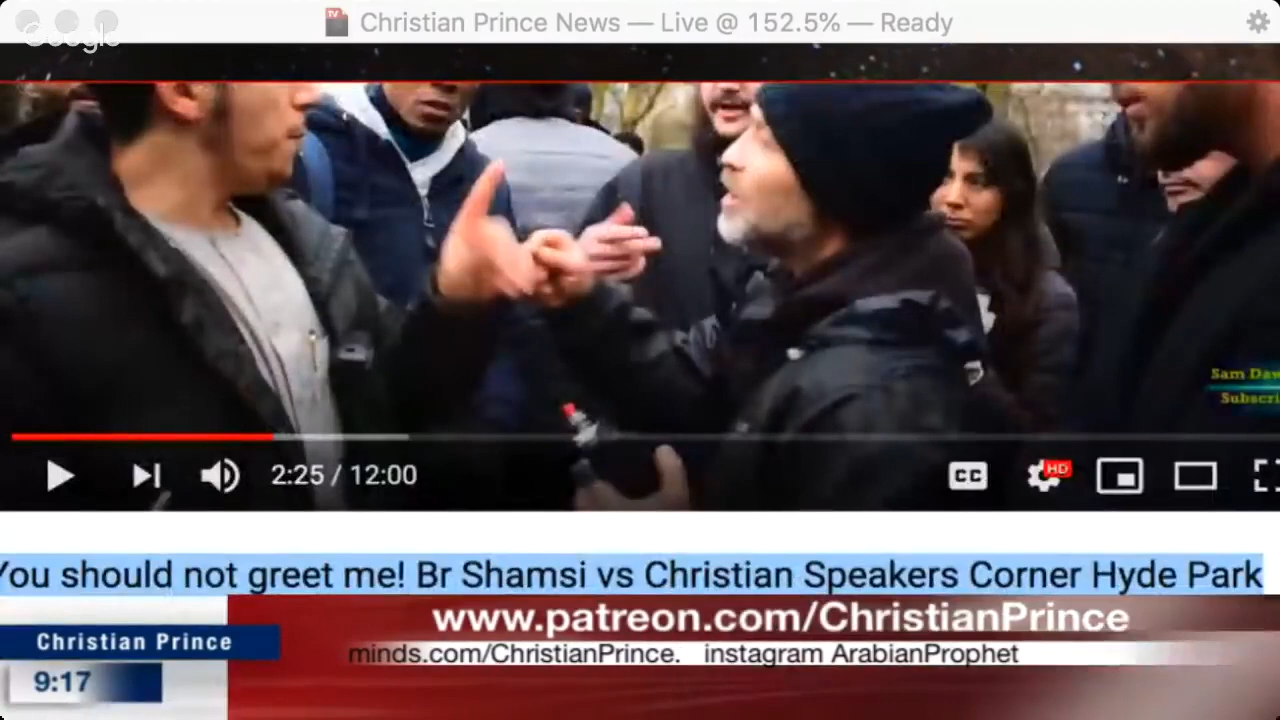 Christian Prince News — Live @ 152.5% — Ready
Google
Sam Daw
Subscri
2:25 / 12:00
CC
HD
You should not greet me! Br Shamsi vs Christian Speakers Corner Hyde Park
www.patreon.com/ChristianPrince
Christian Prince
minds.com/ChristianPrince. instagram ArabianProphet
9:17